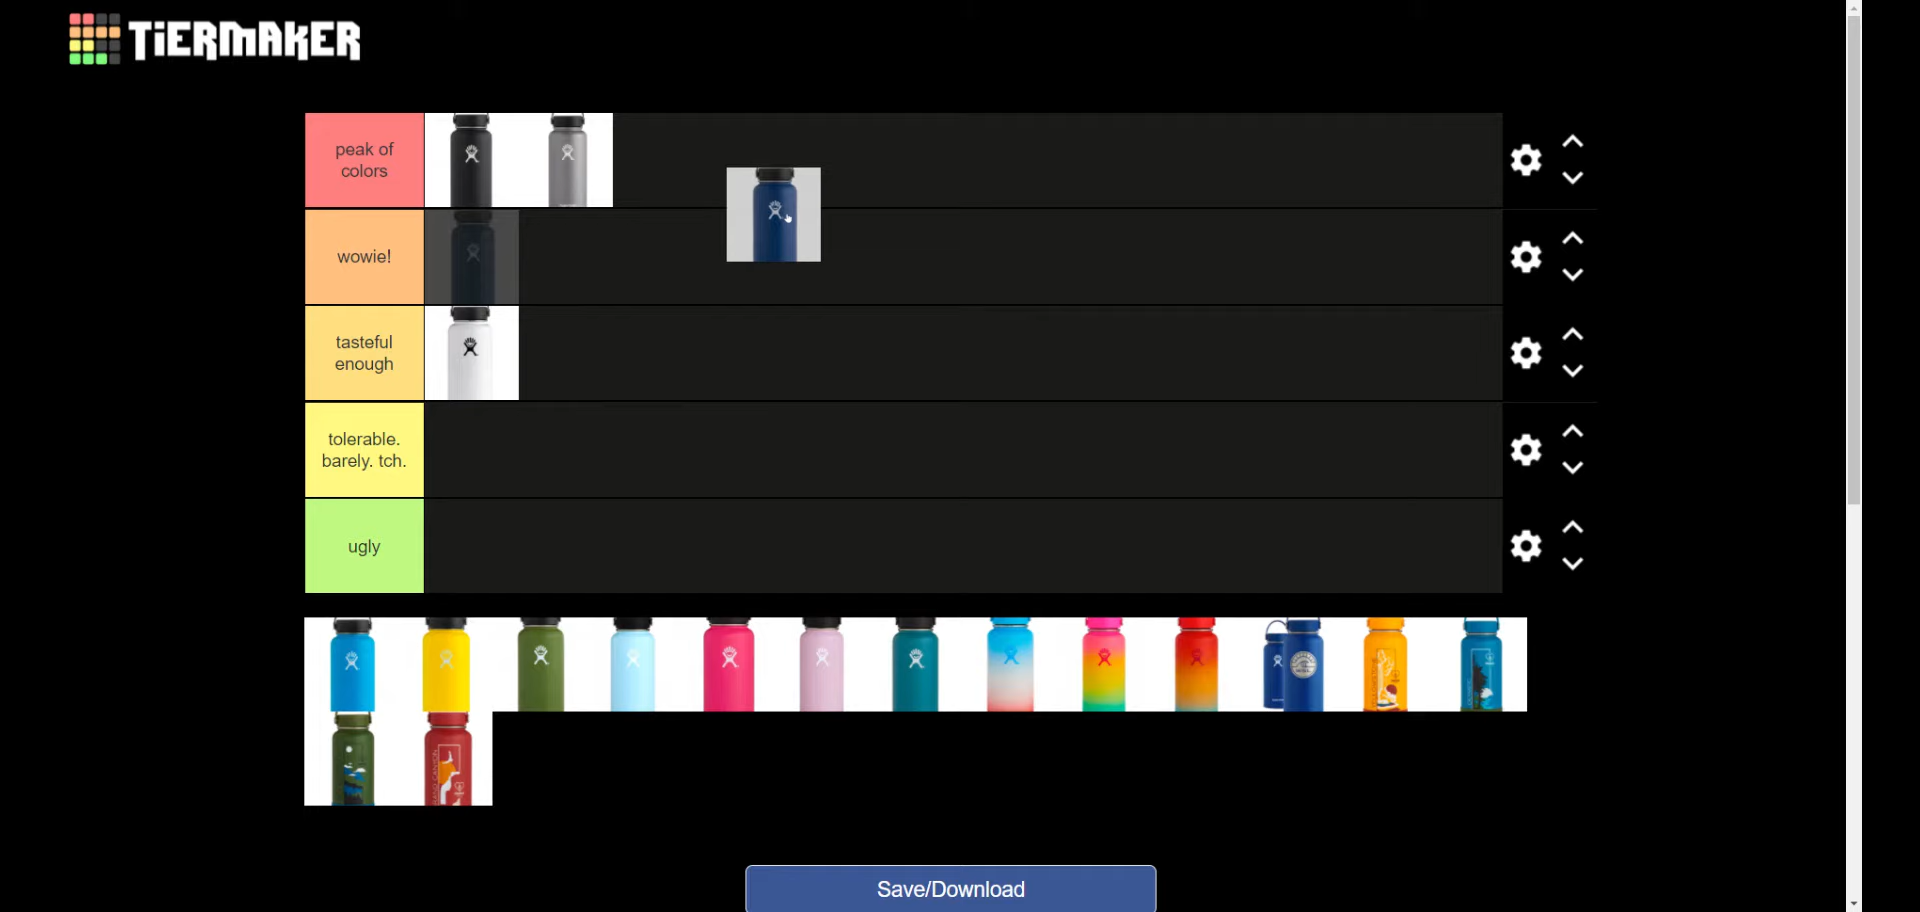 TiERMAKER
peak of
colors
wowie!
tasteful
enough
tolerable.
barely. tch.
ugly
Save/Download